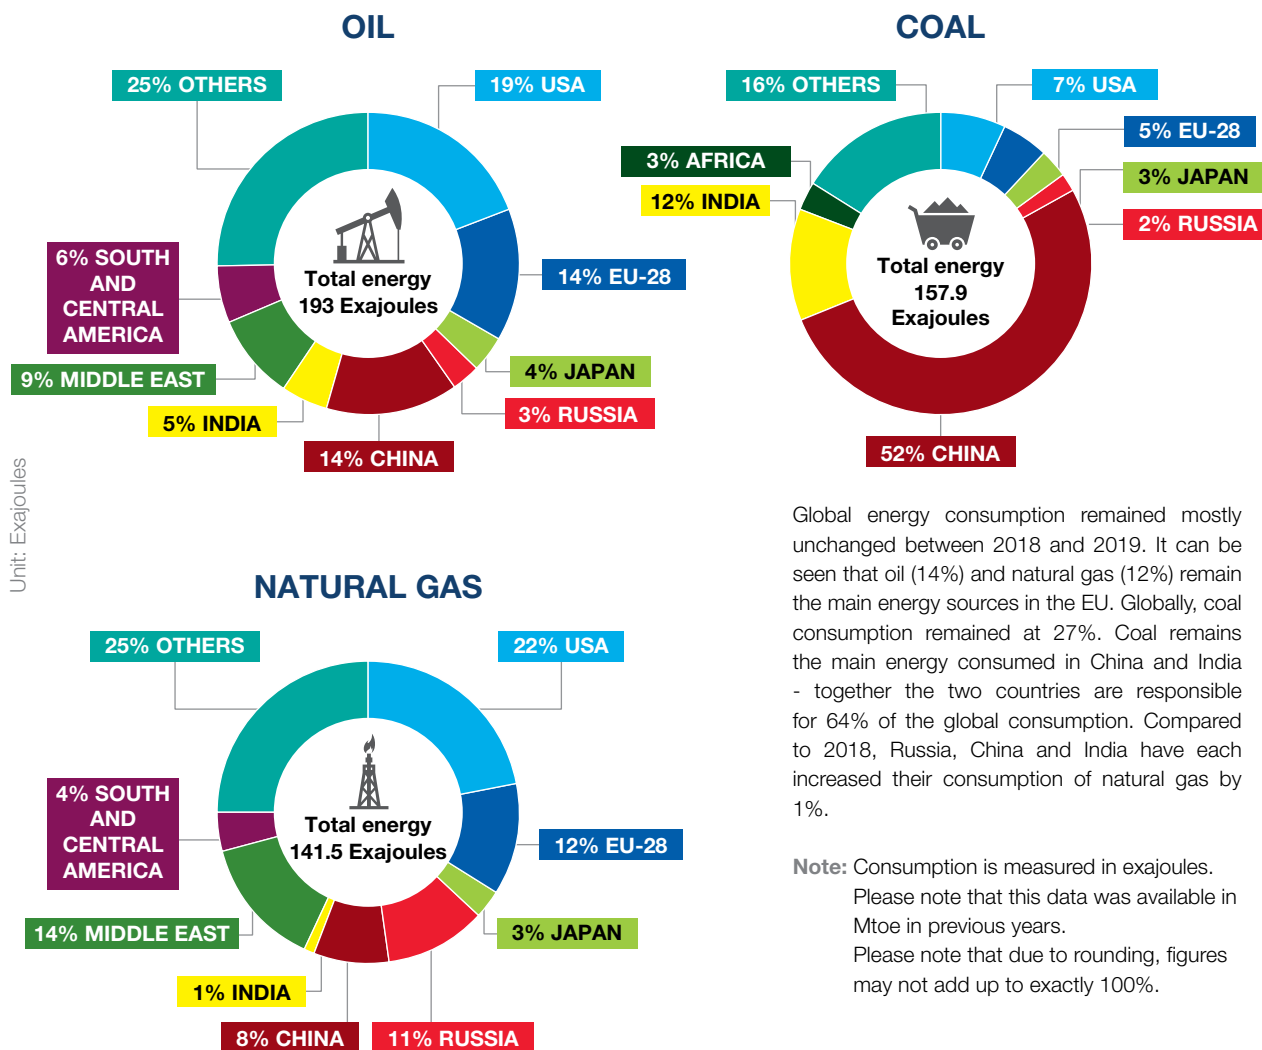 OIL
25% OTHERS
19% USA
6% SOUTH
AND
CENTRAL
AMERICA
Total energy
193 Exajoules
14% EU-28
9% MIDDLE EAST
4% JAPAN
5% INDIA
3% RUSSIA
14% CHINA
COAL
16% OTHERS
7% USA
5% EU-28
3% AFRICA
3% JAPAN
12% INDIA
2% RUSSIA
Total energy
157.9
Exajoules
52% CHINA
Unit: Exajoules
NATURAL GAS
25% OTHERS
22% USA
4% SOUTH
AND
CENTRAL
AMERICA
Total energy
141.5 Exajoules
12% EU-28
14% MIDDLE EAST
3% JAPAN
1% INDIA
8% CHINA
11% RUSSIA
Global energy consumption remained mostly
unchanged between 2018 and 2019. It can be
seen that oil (14%) and natural gas (12%) remain
the main energy sources in the EU. Globally, coal
consumption remained at 27%. Coal remains
the main energy consumed in China and India
- together the two countries are responsible
for 64% of the global consumption. Compared
to 2018, Russia, China and India have each
increased their consumption of natural gas by
1%.
Note: Consumption is measured in exajoules.
Please note that this data was available in
Mtoe in previous years.
Please note that due to rounding, figures
may not add up to exactly 100%.